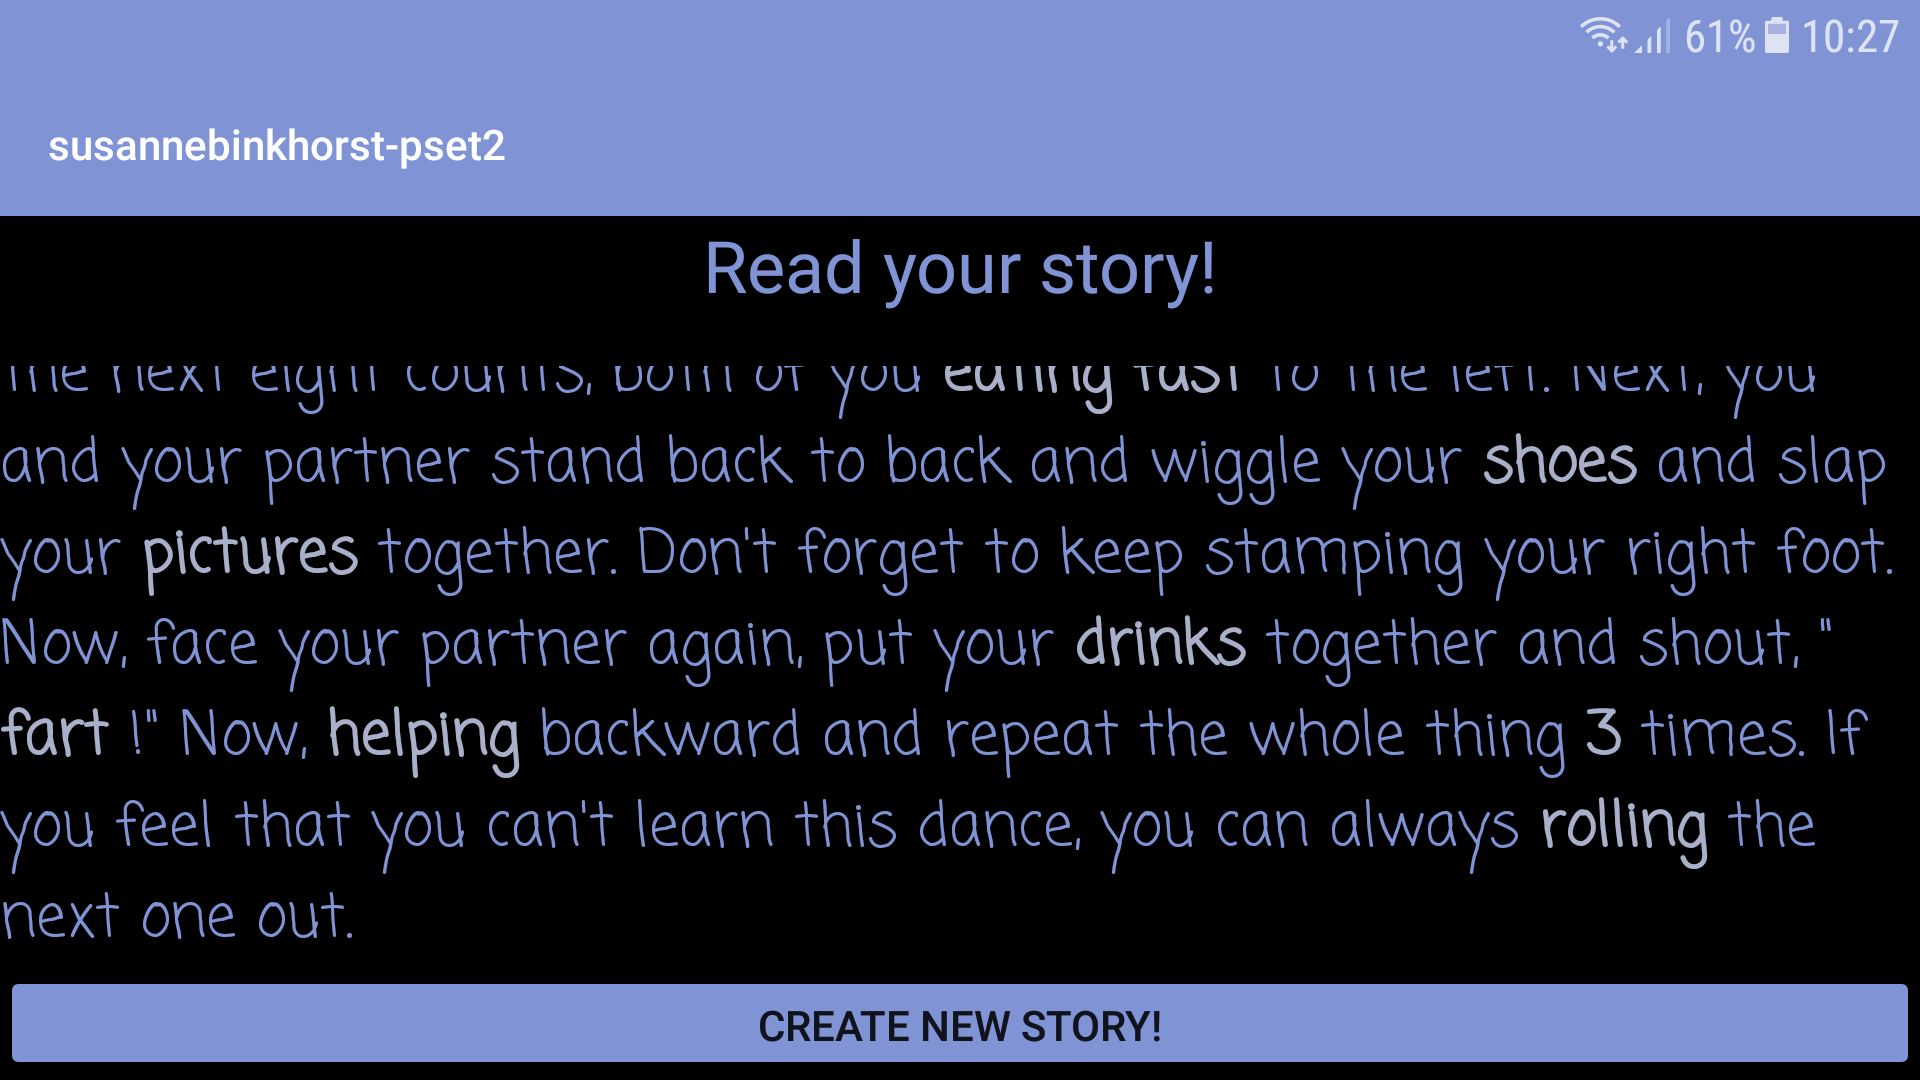 61% 10:27
susannebinkhorst-pset2
Read your story!
the next eight counts, both of you eating fast to the left. Next, you
and your partner stand back to back and wiggle your shoes and slap
your pictures together. Don't forget to keep stamping your right foot.
Now, face your partner again, put your drinks together and shout, "
fart !" Now, helping backward and repeat the whole thing 3 times. If
you feel that you can't learn this dance, you can always rolling the
next one out.
CREATE NEW STORY!